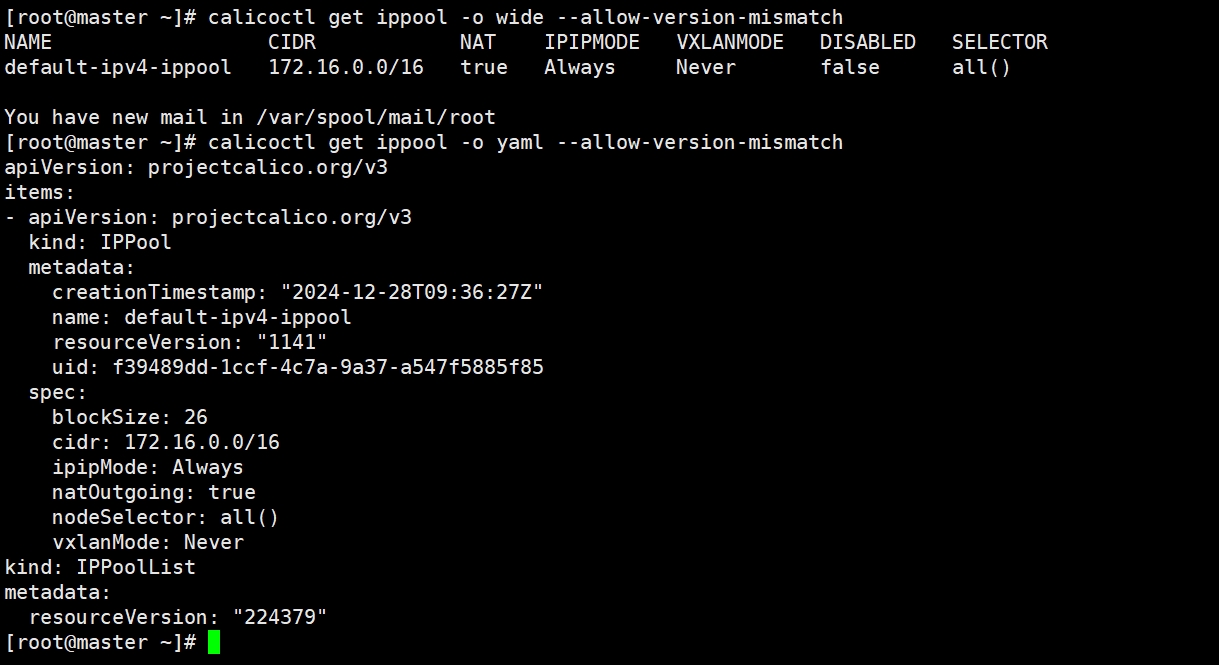 [root@master ~]# calicoctl get ippool -o wide --allow-version-mismatch
NAME                  CIDR            NAT    IPIPMODE   VXLANMODE   DISABLED   SELECTOR
default-ipv4-ippool   172.16.0.0/16   true   Always     Never       false      all()

You have new mail in /var/spool/mail/root
[root@master ~]# calicoctl get ippool -o yaml --allow-version-mismatch
apiVersion: projectcalico.org/v3
items:
- apiVersion: projectcalico.org/v3
  kind: IPPool
  metadata:
    creationTimestamp: "2024-12-28T09:36:27Z"
    name: default-ipv4-ippool
    resourceVersion: "1141"
    uid: f39489dd-1ccf-4c7a-9a37-a547f5885f85
  spec:
    blockSize: 26
    cidr: 172.16.0.0/16
    ipipMode: Always
    natOutgoing: true
    nodeSelector: all()
    vxlanMode: Never
kind: IPPoolList
metadata:
  resourceVersion: "224379"
[root@master ~]#